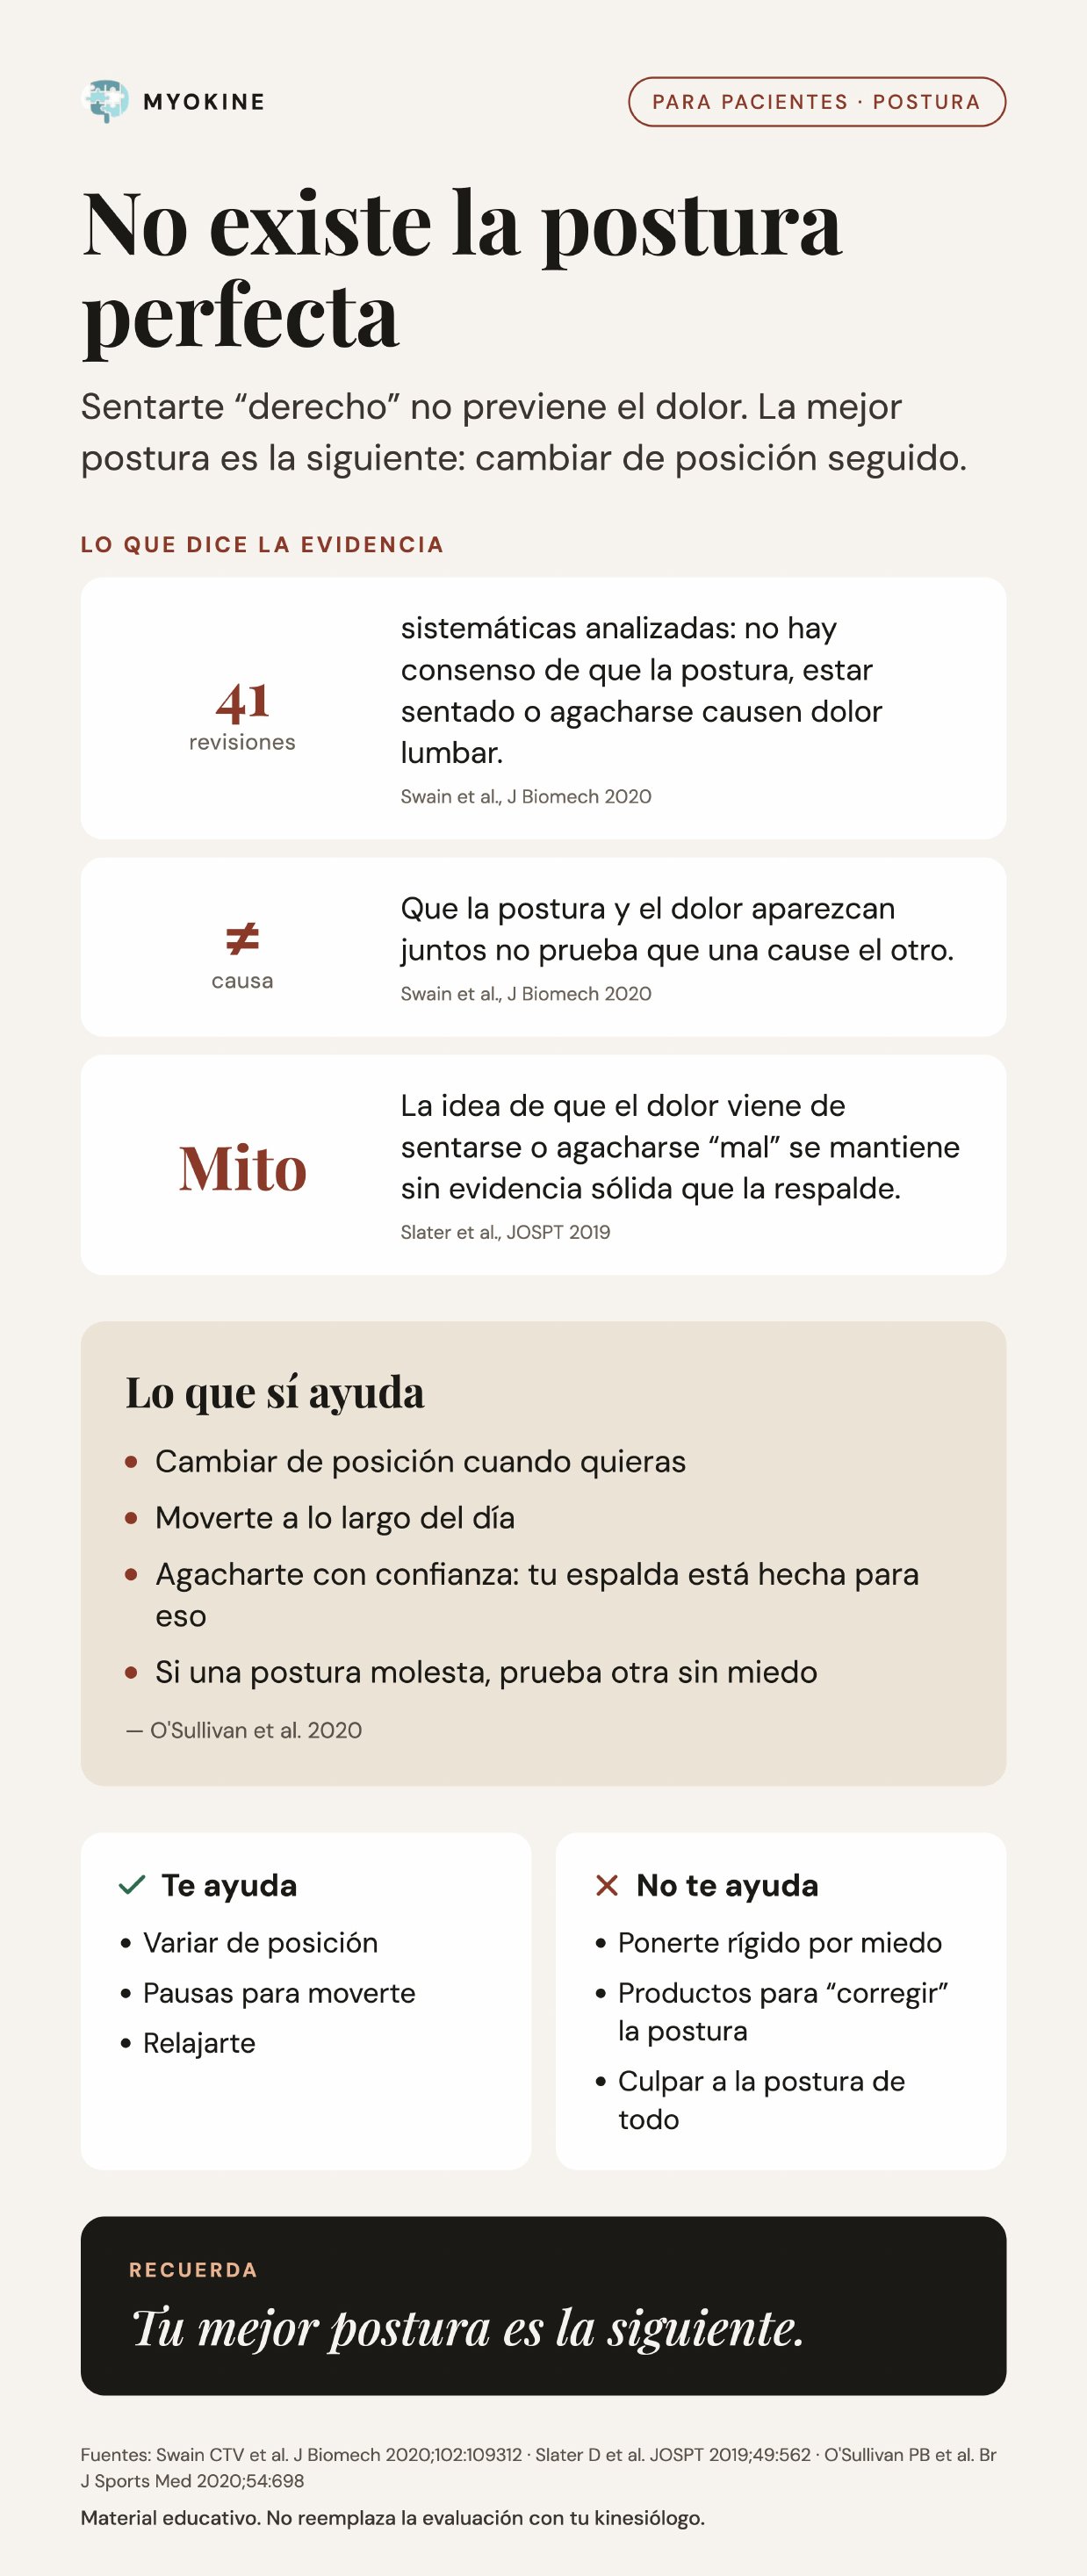 MYOKINE
PARA PACIENTES · POSTURA
No existe la postura
perfecta
Sentarte “derecho” no previene el dolor. La mejor
postura es la siguiente: cambiar de posición seguido.
LO QUE DICE LA EVIDENCIA
41
revisiones
sistemáticas analizadas: no hay
consenso de que la postura, estar
sentado o agacharse causen dolor
lumbar.
Swain et al., J Biomech 2020
≠
causa
Que la postura y el dolor aparezcan
juntos no prueba que una cause el otro.
Swain et al., J Biomech 2020
Mito
La idea de que el dolor viene de
sentarse o agacharse “mal” se mantiene
sin evidencia sólida que la respalde.
Slater et al., JOSPT 2019
Lo que sí ayuda
• Cambiar de posición cuando quieras
• Moverte a lo largo del día
• Agacharte con confianza: tu espalda está hecha para
eso
• Si una postura molesta, prueba otra sin miedo
— O'Sullivan et al. 2020
✓ Te ayuda
• Variar de posición
• Pausas para moverte
• Relajarte
✕ No te ayuda
• Ponerte rígido por miedo
• Productos para “corregir”
la postura
• Culpar a la postura de
todo
RECUERDA
Tu mejor postura es la siguiente.
Fuentes: Swain CTV et al. J Biomech 2020;102:109312 · Slater D et al. JOSPT 2019;49:562 · O'Sullivan PB et al. Br
J Sports Med 2020;54:698
Material educativo. No reemplaza la evaluación con tu kinesiólogo.